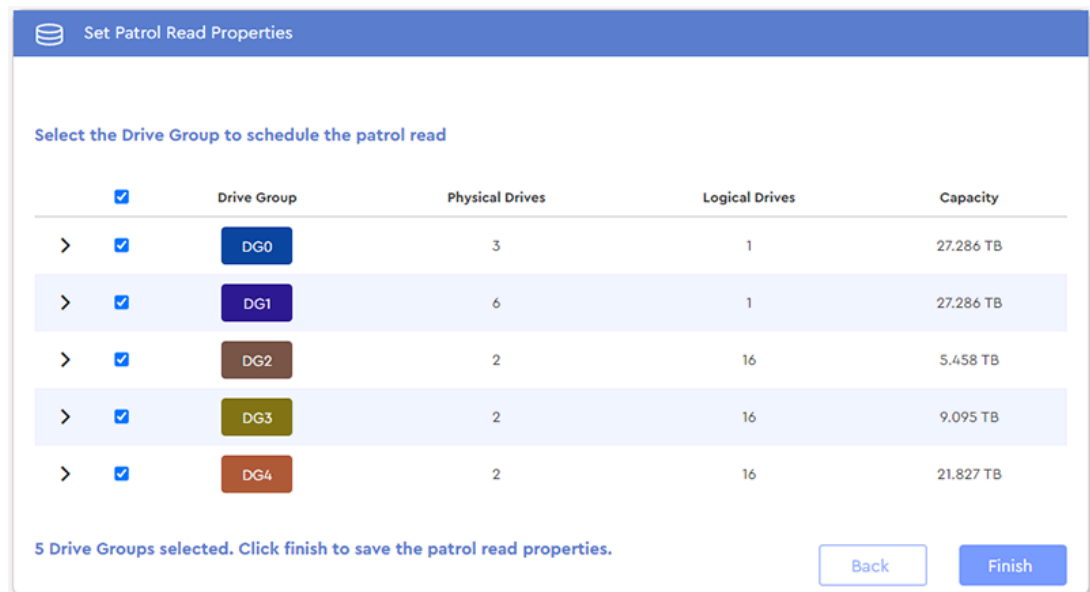 Set Patrol Read Properties
Select the Drive Group to schedule the patrol read
Drive Group Physical Drives Logical Drives Capacity
DG0 3 1 27.286 TB
DG1 6 1 27.286 TB
DG2 2 16 5.458 TB
DG3 2 16 9.095 TB
DG4 2 16 21.827 TB
5 Drive Groups selected. Click finish to save the patrol read properties.
Back Finish